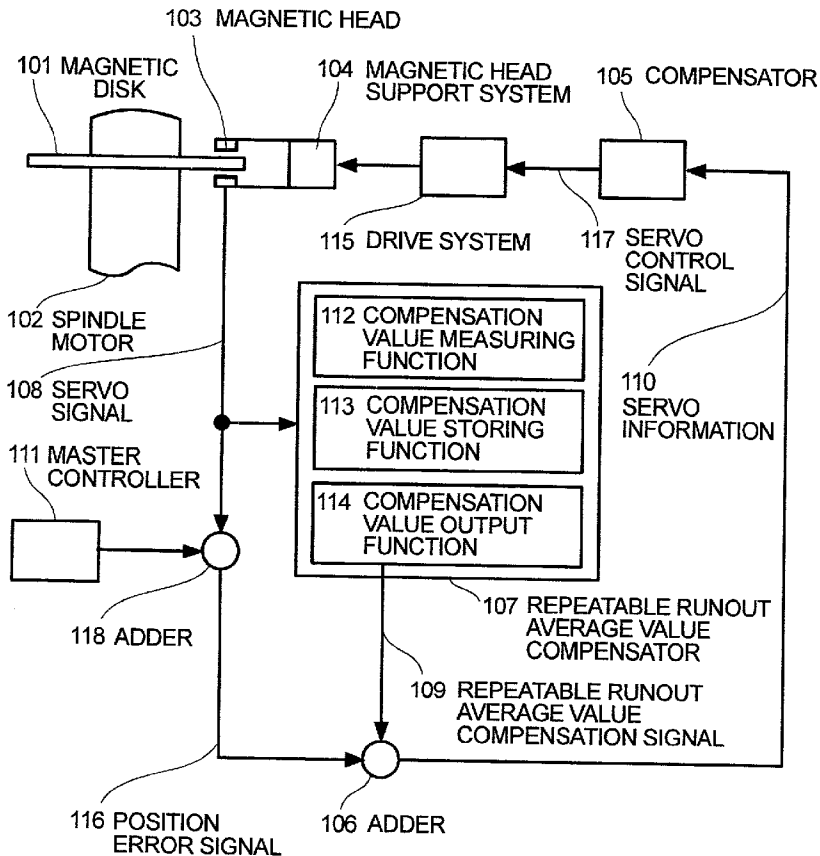 103 MAGNETIC HEAD
101 MAGNETIC
DISK
104 MAGNETIC HEAD
SUPPORT SYSTEM
105 COMPENSATOR
115 DRIVE SYSTEM
117 SERVO
CONTROL
SIGNAL
102 SPINDLE
MOTOR
112 COMPENSATION
VALUE MEASURING
FUNCTION
108 SERVO
SIGNAL
110
SERVO
INFORMATION
113 COMPENSATION
VALUE STORING
FUNCTION
111 MASTER
CONTROLLER
114 COMPENSATION
VALUE OUTPUT
FUNCTION
118 ADDER
107 REPEATABLE RUNOUT
AVERAGE VALUE
COMPENSATOR
109 REPEATABLE RUNOUT
AVERAGE VALUE
COMPENSATION SIGNAL
116 POSITION
ERROR SIGNAL
106 ADDER